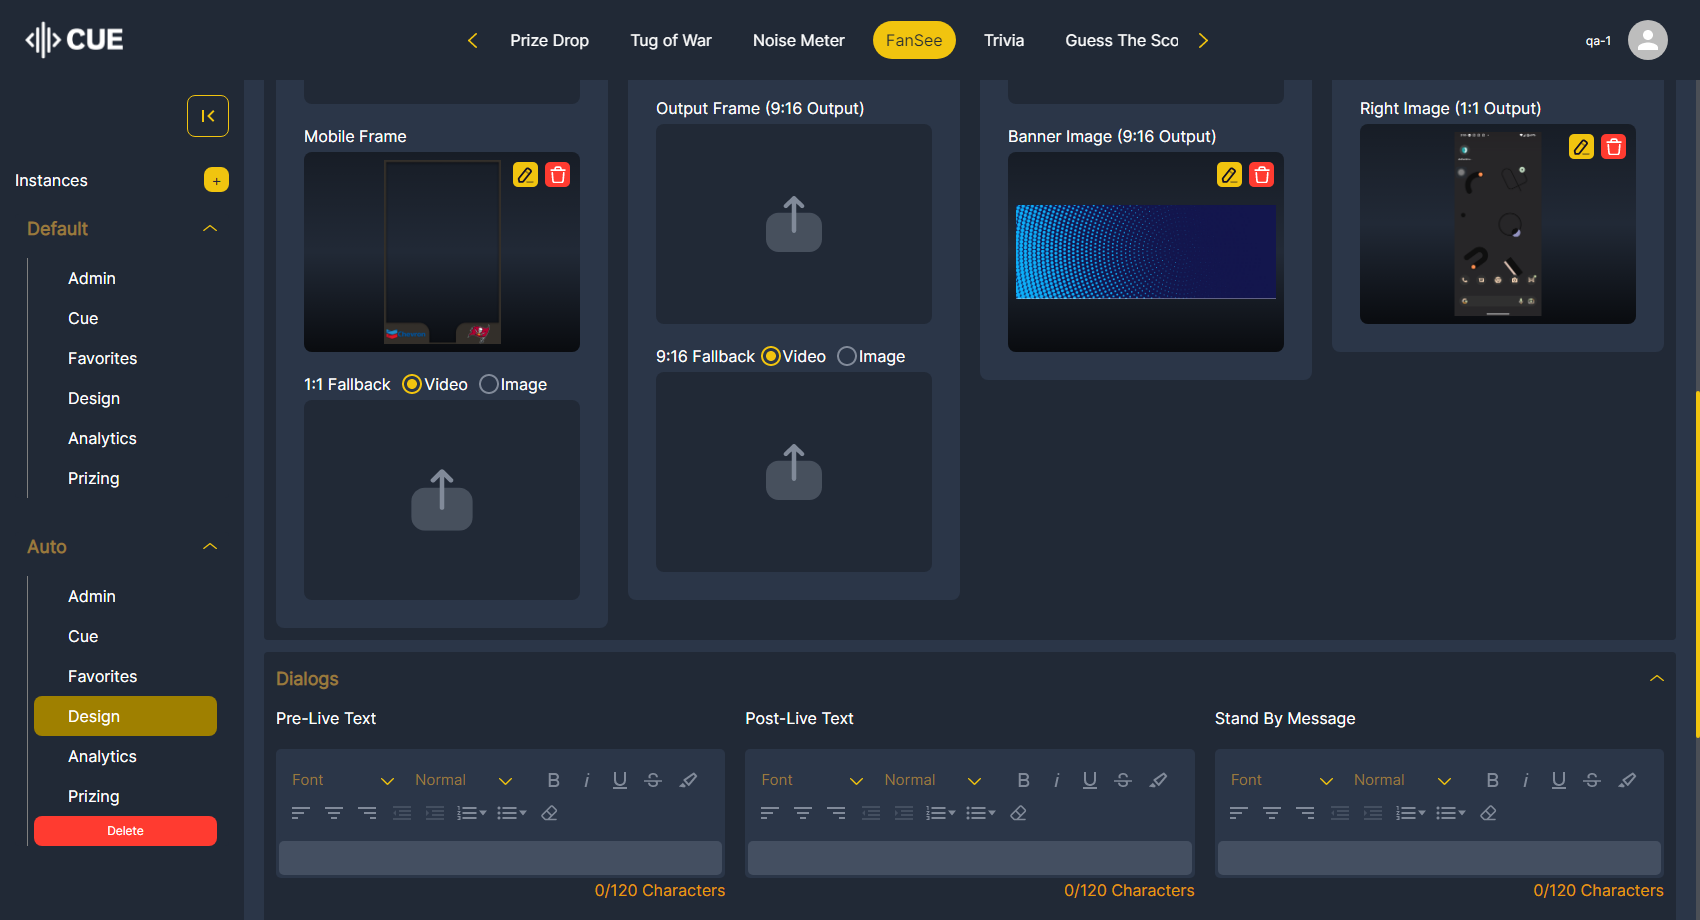 CUE
Prize Drop
Tug of War
Noise Meter
FanSee
Trivia
Guess The Sco
qa-1
Instances
+
Default
Admin
Cue
Favorites
Design
Analytics
Prizing
Auto
Admin
Cue
Favorites
Design
Analytics
Prizing
Delete
Mobile Frame
1:1 Fallback Video Image
Output Frame (9:16 Output)
9:16 Fallback Video Image
Banner Image (9:16 Output)
Right Image (1:1 Output)
Dialogs
Pre-Live Text
Font Normal B i U S
0/120 Characters
Post-Live Text
Font Normal B i U S
0/120 Characters
Stand By Message
Font Normal B i U S
0/120 Characters